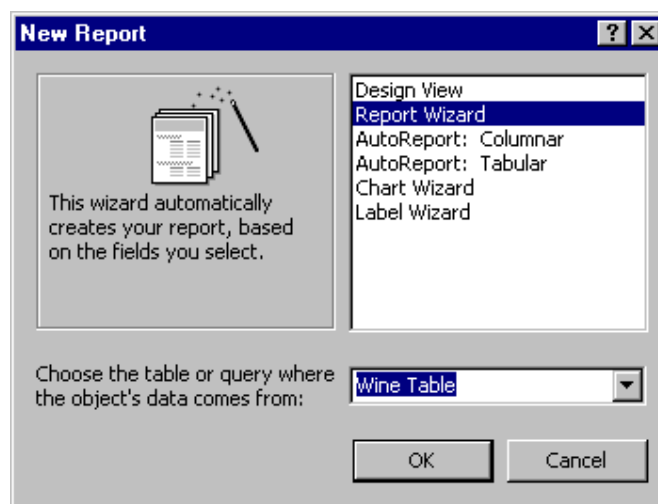 New Report
Design View
Report Wizard
AutoReport: Columnar
AutoReport: Tabular
Chart Wizard
Label Wizard
This wizard automatically
creates your report, based
on the fields you select.
Choose the table or query where
the object's data comes from:
Wine Table
OK
Cancel